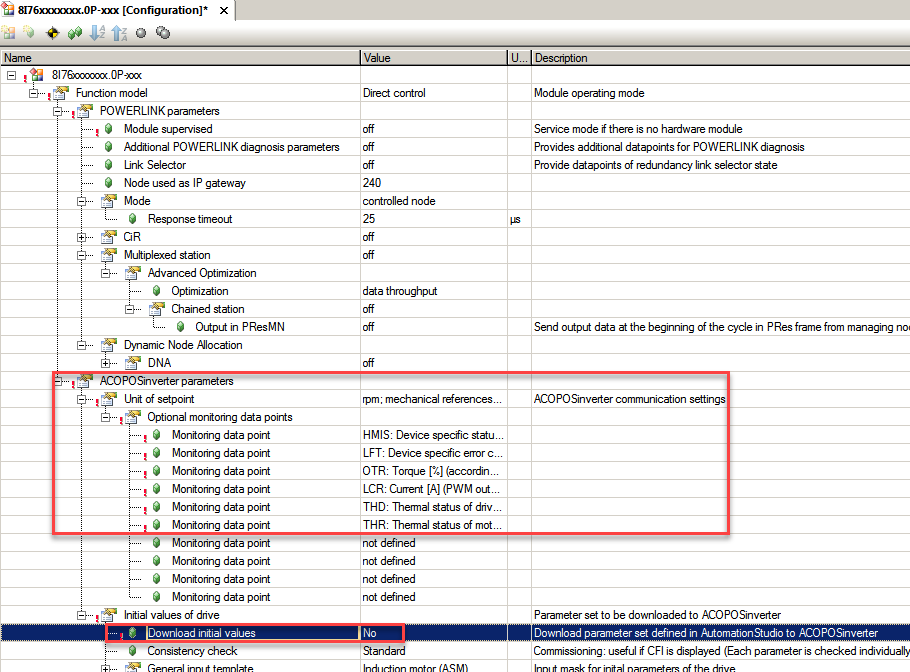 8I76xxxxxxx.0P-xxx [Configuration]* ×
Name Value U... Description
8I76xxxxxxx.0P-xxx
Function model Direct control Module operating mode
POWERLINK parameters
Module supervised off Service mode if there is no hardware module
Additional POWERLINK diagnosis parameters off Provides additional datapoints for POWERLINK diagnosis
Link Selector off Provide datapoints of redundancy link selector state
Node used as IP gateway 240
Mode controlled node
Response timeout 25 µs
CiR off
Multiplexed station off
Advanced Optimization
Optimization data throughput
Chained station off
Output in PResMN off Send output data at the beginning of the cycle in PRes frame from managing noc
Dynamic Node Allocation
DNA off
ACOPOSinverter parameters
Unit of setpoint rpm; mechanical references... ACOPOSinverter communication settings
Optional monitoring data points
Monitoring data point HMIS: Device specific statu...
Monitoring data point LFT: Device specific error c...
Monitoring data point OTR: Torque [%] (accordin...
Monitoring data point LCR: Current [A] (PWM out...
Monitoring data point THD: Thermal status of driv...
Monitoring data point THR: Thermal status of mot...
Monitoring data point not defined
Monitoring data point not defined
Monitoring data point not defined
Monitoring data point not defined
Initial values of drive Parameter set to be downloaded to ACOPOSinverter
Download initial values No Download parameter set defined in AutomationStudio to ACOPOSinverter
Consistency check Standard Commissioning: useful if CFI is displayed (Each parameter is checked individually
General input template Induction motor (ASM) Input mask for initial parameters of the drive